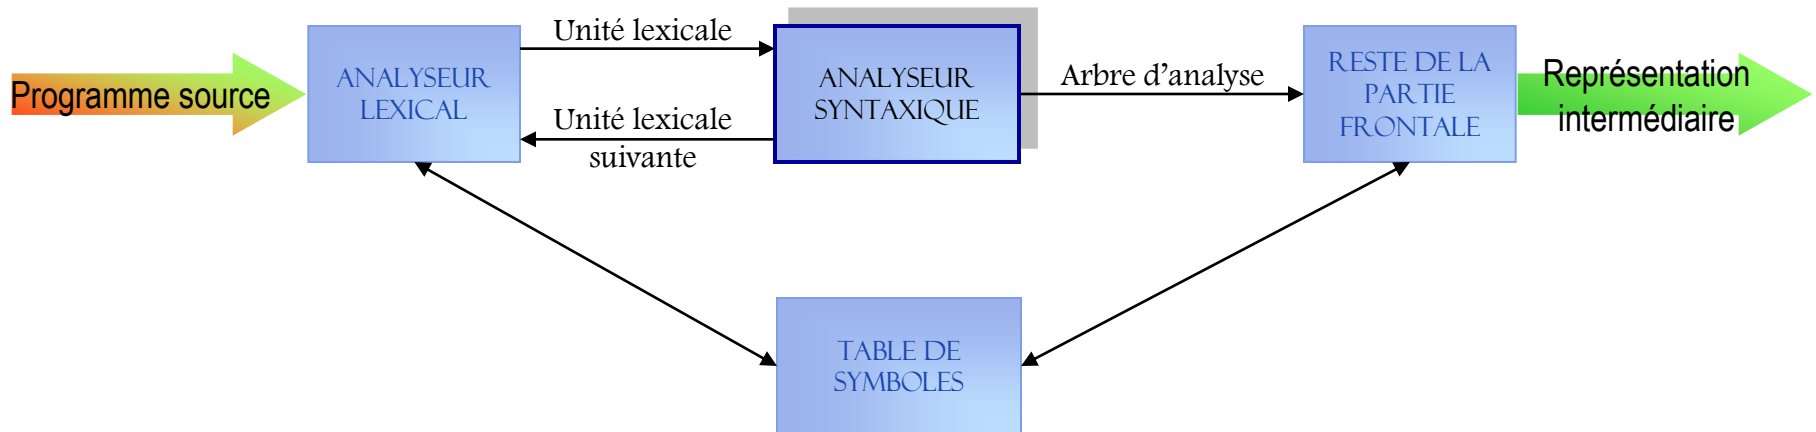 Programme source
ANALYSEUR
LEXICAL
Unité lexicale
Unité lexicale
suivante
ANALYSEUR
SYNTAXIQUE
Arbre d'analyse
RESTE DE LA
PARTIE
FRONTALE
Représentation
intermédiaire
TABLE DE
SYMBOLES